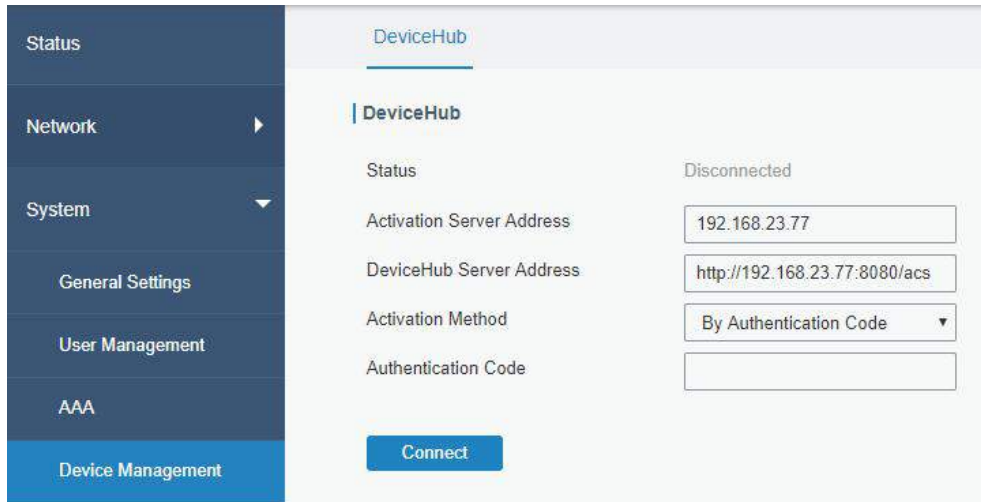 Status
Network
System
General Settings
User Management
AAA
Device Management
DeviceHub
DeviceHub
Status Disconnected
Activation Server Address 192.168.23.77
DeviceHub Server Address http://192.168.23.77:8080/acs
Activation Method By Authentication Code
Authentication Code
Connect